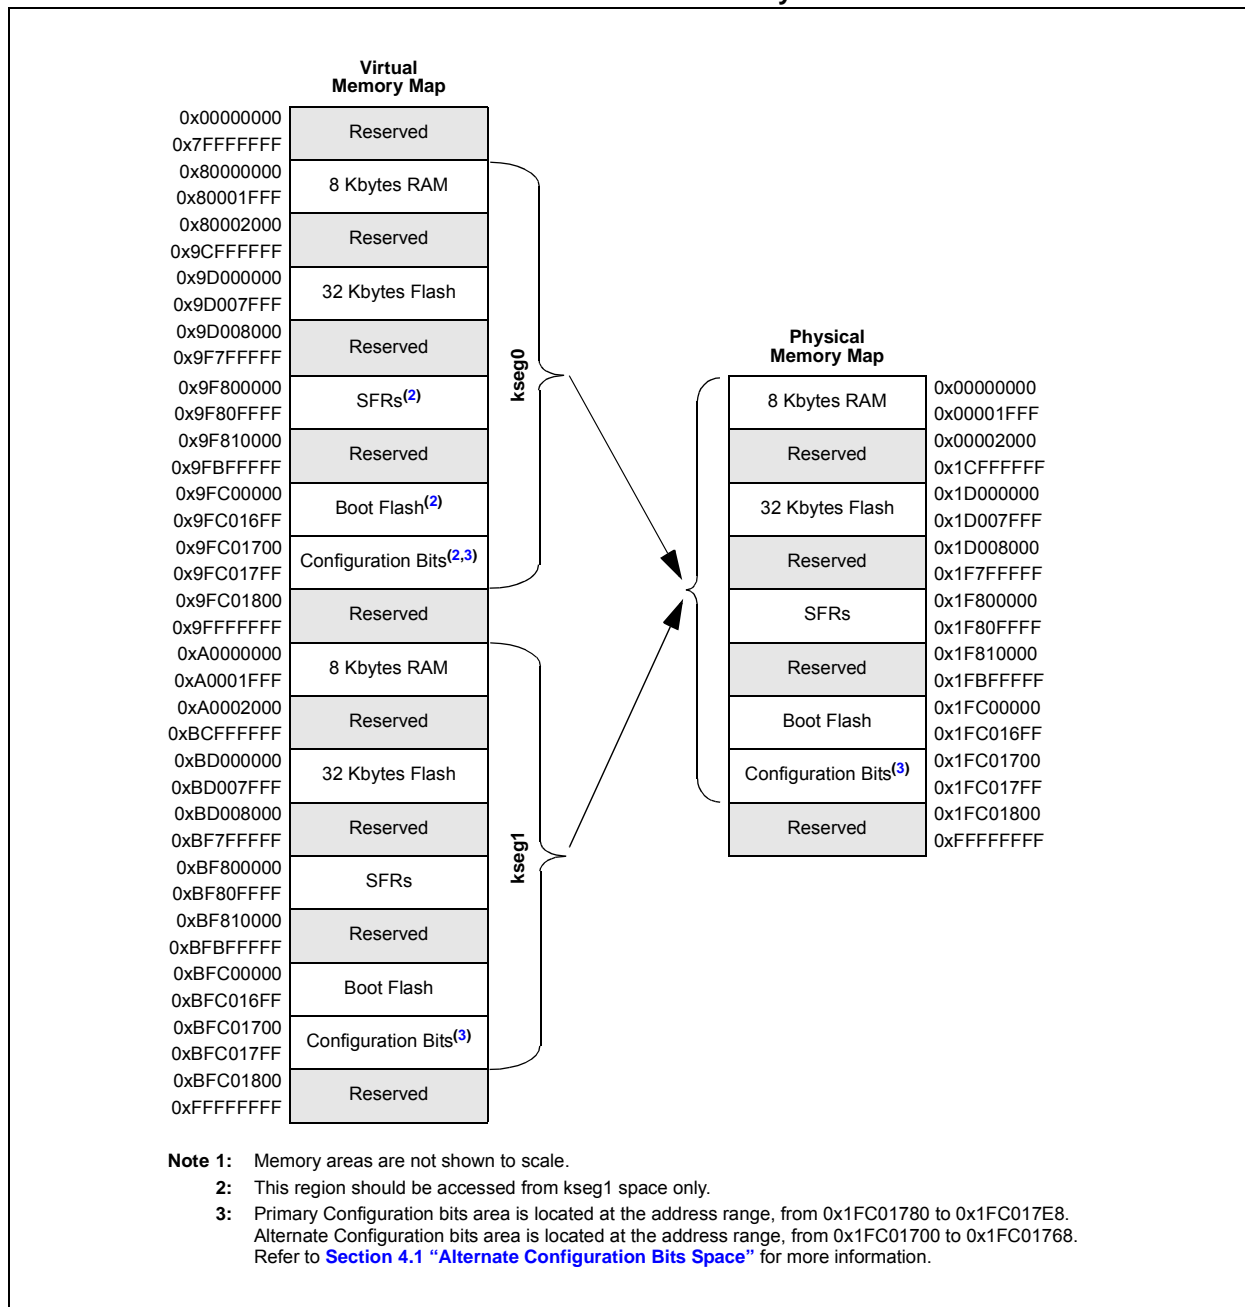 Virtual
Memory Map
0x00000000
0x7FFFFFFF
Reserved
0x80000000
0x80001FFF
8 Kbytes RAM
0x80002000
0x9CFFFFFF
Reserved
0x9D000000
0x9D007FFF
32 Kbytes Flash
0x9D008000
0x9F7FFFFF
Reserved
0x9F800000
0x9F80FFFF
SFRs(2)
0x9F810000
0x9FBFFFFF
Reserved
0x9FC00000
0x9FC016FF
Boot Flash(2)
0x9FC01700
0x9FC017FF
Configuration Bits(2,3)
0x9FC01800
0x9FFFFFFF
Reserved
0xA0000000
0xA0001FFF
8 Kbytes RAM
0xA0002000
0xBCFFFFFF
Reserved
0xBD000000
0xBD007FFF
32 Kbytes Flash
0xBD008000
0xBF7FFFFF
Reserved
0xBF800000
0xBF80FFFF
SFRs
0xBF810000
0xBFBFFFFF
Reserved
0xBFC00000
0xBFC016FF
Boot Flash
0xBFC01700
0xBFC017FF
Configuration Bits(3)
0xBFC01800
0xFFFFFFFF
Reserved
kseg0
kseg1
Physical
Memory Map
8 Kbytes RAM
0x00000000
0x00001FFF
Reserved
0x00002000
0x1CFFFFFF
32 Kbytes Flash
0x1D000000
0x1D007FFF
Reserved
0x1D008000
0x1F7FFFFF
SFRs
0x1F800000
0x1F80FFFF
Reserved
0x1F810000
0x1FBFFFFF
Boot Flash
0x1FC00000
0x1FC016FF
Configuration Bits(3)
0x1FC01700
0x1FC017FF
Reserved
0x1FC01800
0xFFFFFFFF
Note 1: Memory areas are not shown to scale.
2: This region should be accessed from kseg1 space only.
3: Primary Configuration bits area is located at the address range, from 0x1FC01780 to 0x1FC017E8.
Alternate Configuration bits area is located at the address range, from 0x1FC01700 to 0x1FC01768.
Refer to Section 4.1 “Alternate Configuration Bits Space” for more information.